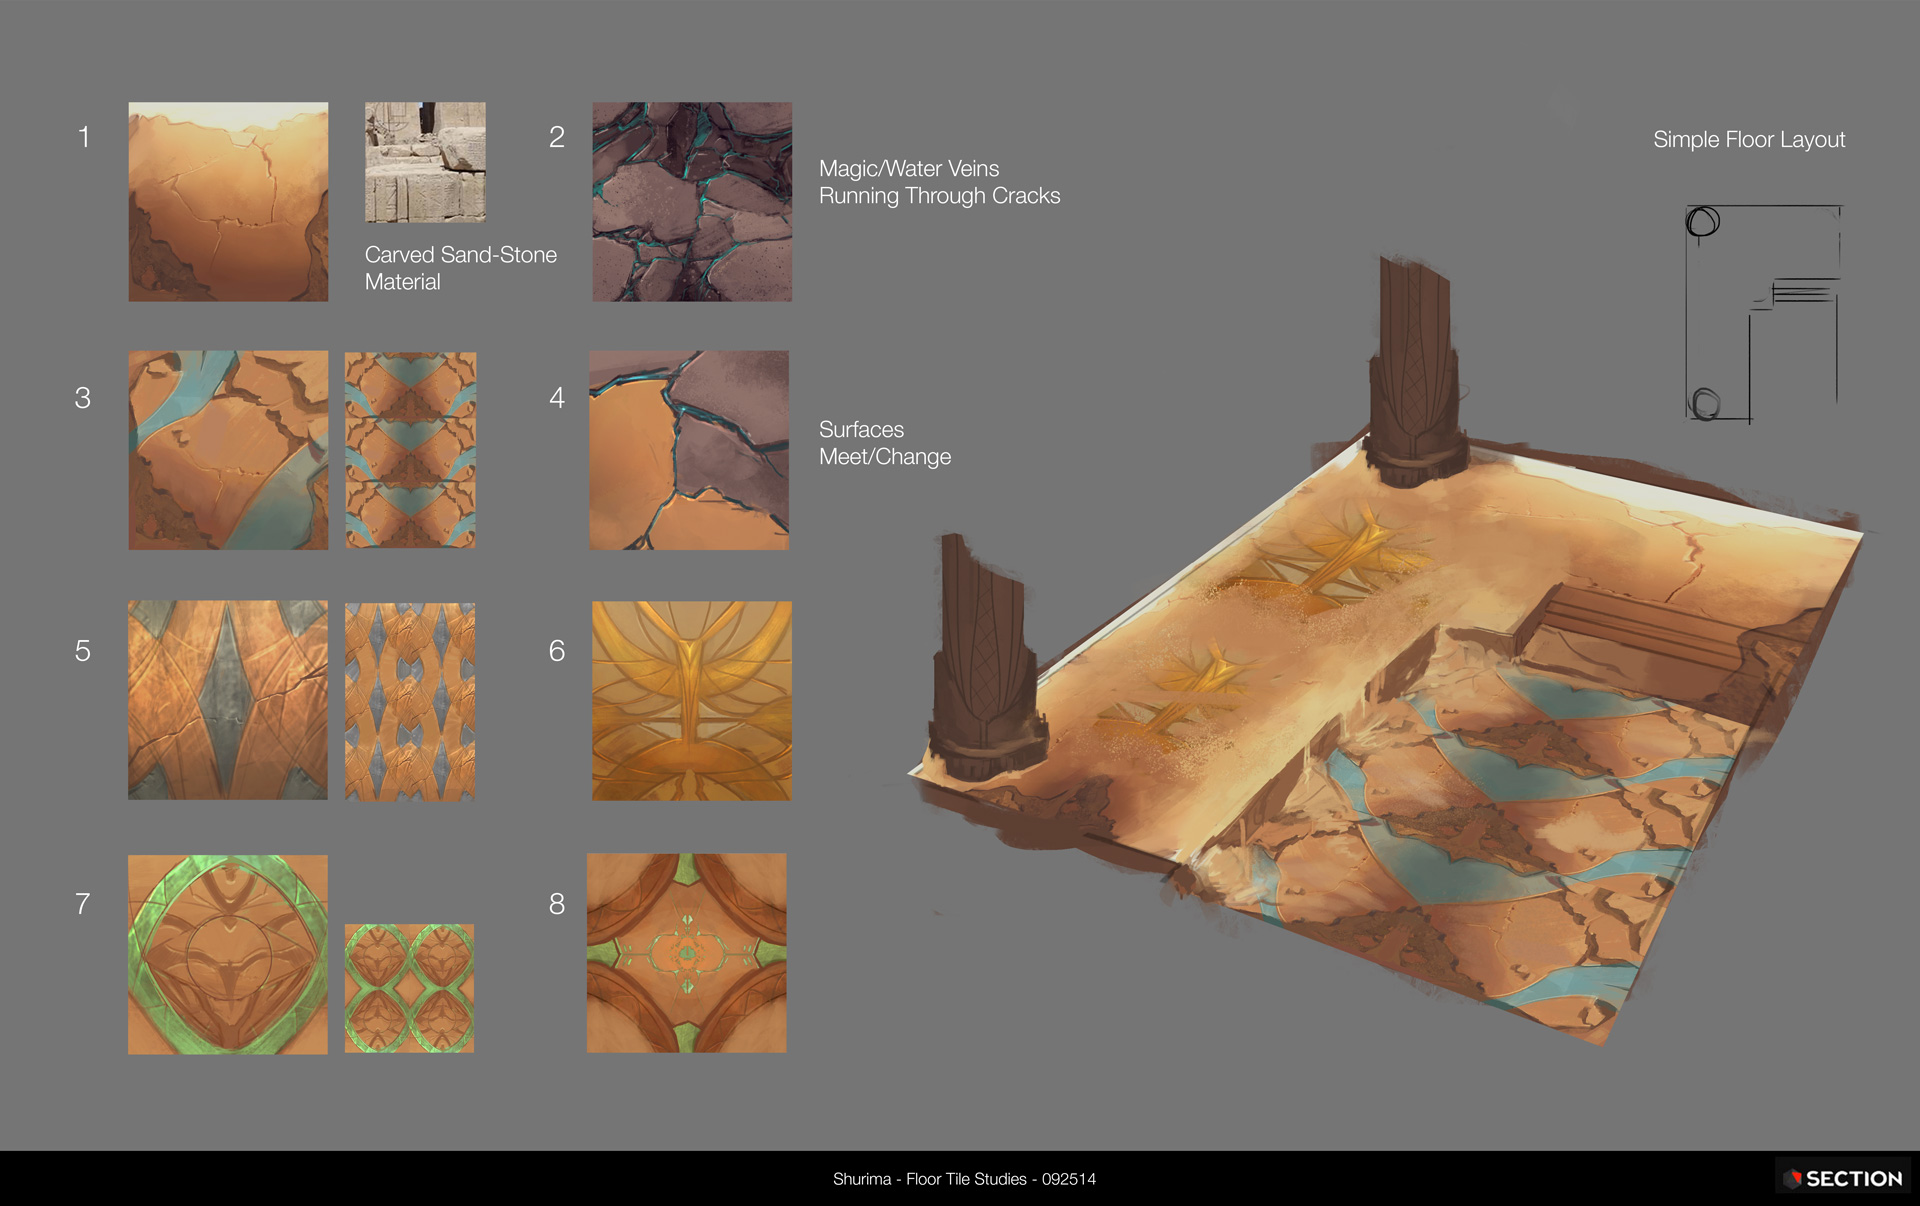 1
Carved Sand-Stone
Material
2
Magic/Water Veins
Running Through Cracks
Simple Floor Layout
3
4
Surfaces
Meet/Change
5
6
7
8
Shurima - Floor Tile Studies - 092514
SECTION